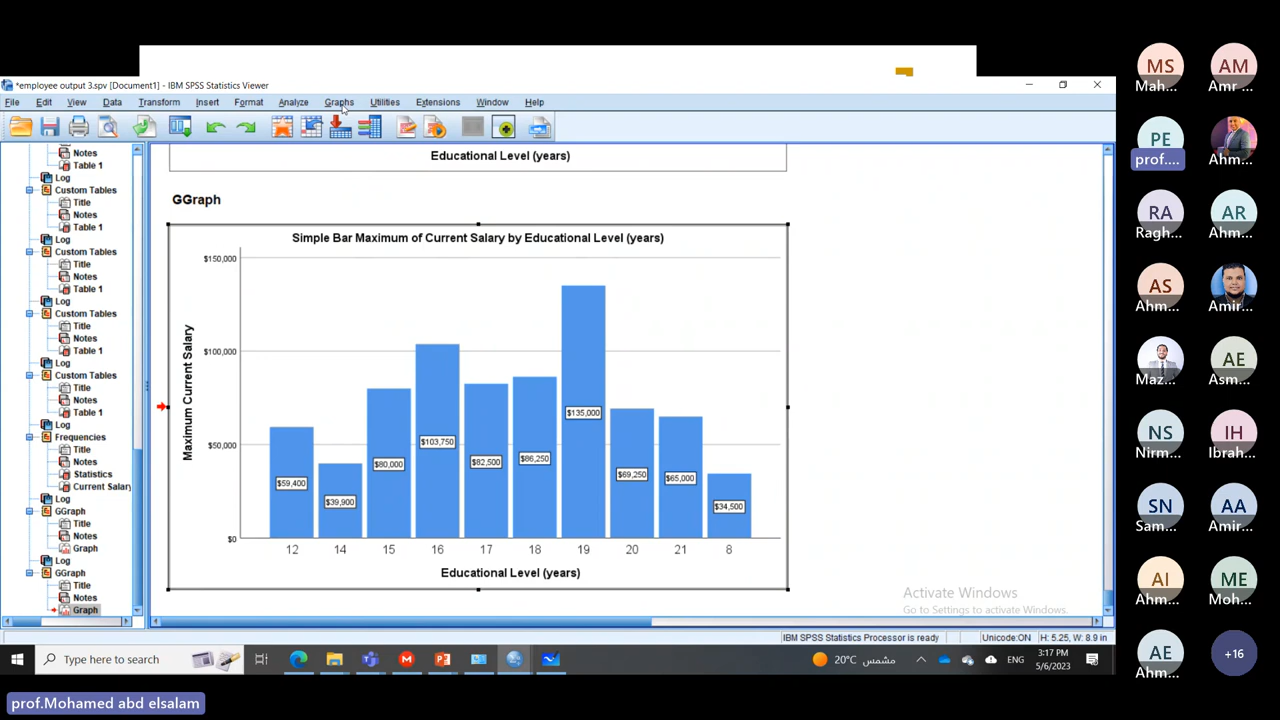 *employee output 3.spv [Document1] - IBM SPSS Statistics Viewer
File Edit View Data Transform Insert Format Analyze Graphs Utilities Extensions Window Help
Notes
Table 1
Log
Custom Tables
Title
Notes
Table 1
Log
Custom Tables
Title
Notes
Table 1
Log
Custom Tables
Title
Notes
Table 1
Log
Custom Tables
Title
Notes
Table 1
Log
Frequencies
Title
Notes
Statistics
Current Salary
Log
GGraph
Title
Notes
Graph
Log
GGraph
Title
Notes
Graph
Educational Level (years)
GGraph
Simple Bar Maximum of Current Salary by Educational Level (years)
Maximum Current Salary
$150,000
$100,000
$50,000
$0
$59,400
$39,900
$80,000
$103,750
$82,500
$86,250
$135,000
$69,250
$65,000
$34,500
12 14 15 16 17 18 19 20 21 8
Educational Level (years)
Activate Windows
Go to Settings to activate Windows.
IBM SPSS Statistics Processor is ready Unicode:ON H: 5.25, W: 8.9 in
Type here to search
20°C مشمس
ENG
3:17 PM
5/6/2023
prof.Mohamed abd elsalam
MS AM
Mah... Amr ...
PE
prof.... Ahm...
RA AR
Ragh... Ahm...
AS
Ahm... Amir...
AE
Maz... Asm...
NS IH
Nirm... Ibrah...
SN AA
Sam... Amir...
AI ME
Ahm... Moh...
AE +16
Ahm...